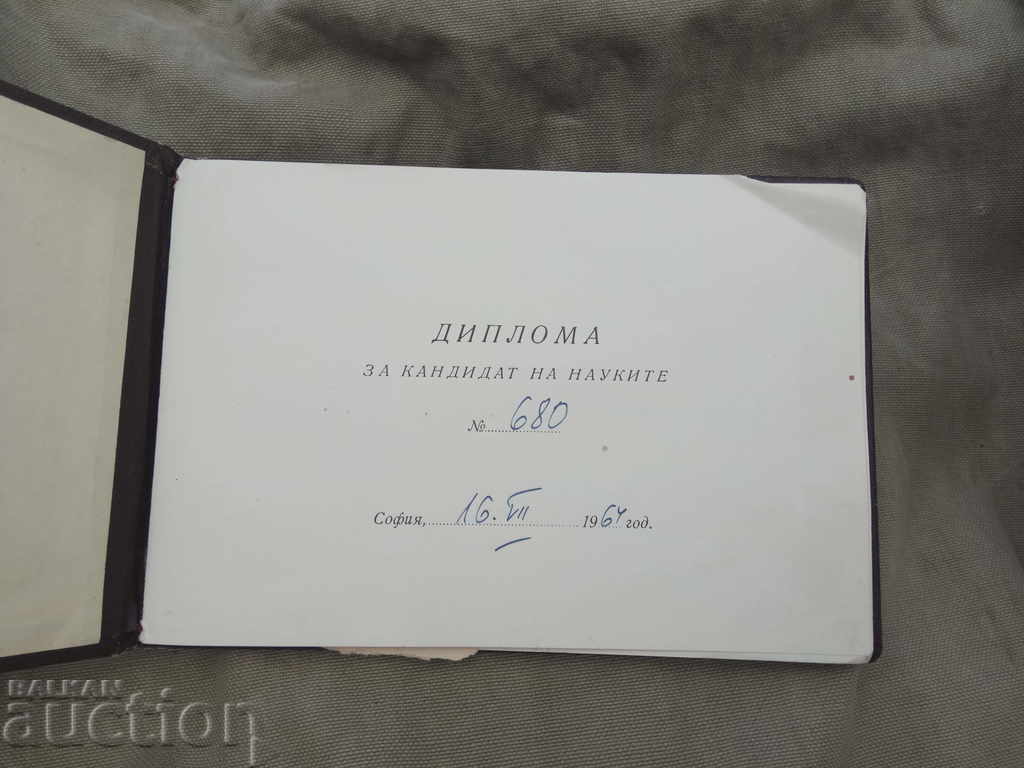 ДИПЛОМА
ЗА КАНДИДАТ НА НАУКИТЕ
№ 680
София, 16. VII 1964 год.
BALKAN
auction